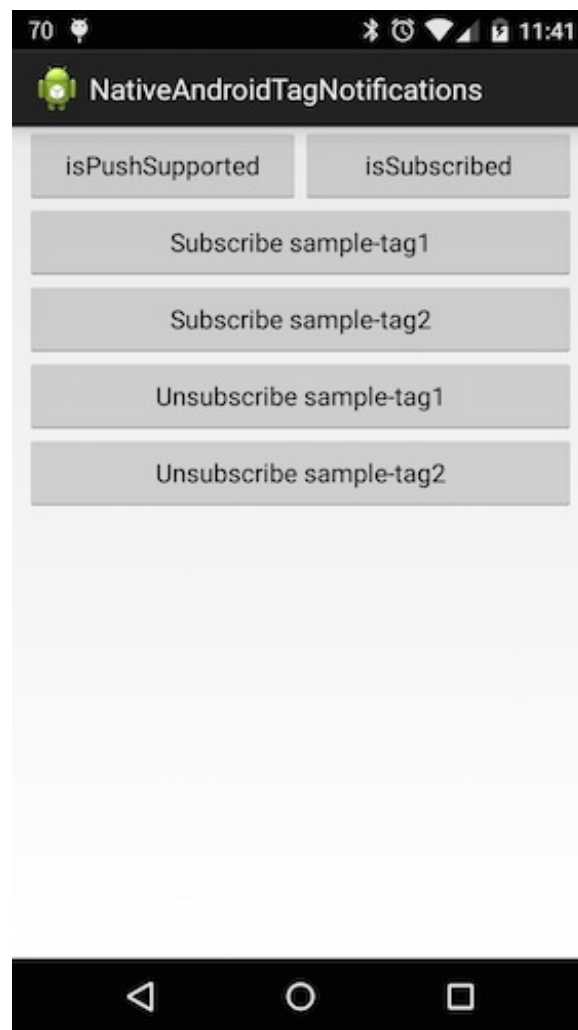 70 11:41
NativeAndroidTagNotifications
isPushSupported isSubscribed
Subscribe sample-tag1
Subscribe sample-tag2
Unsubscribe sample-tag1
Unsubscribe sample-tag2